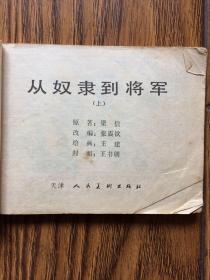 从奴隶到将军
（上）
原著：梁信
改编：张震钦
绘画：王建
封面：王书朋
天津人民美术出版社